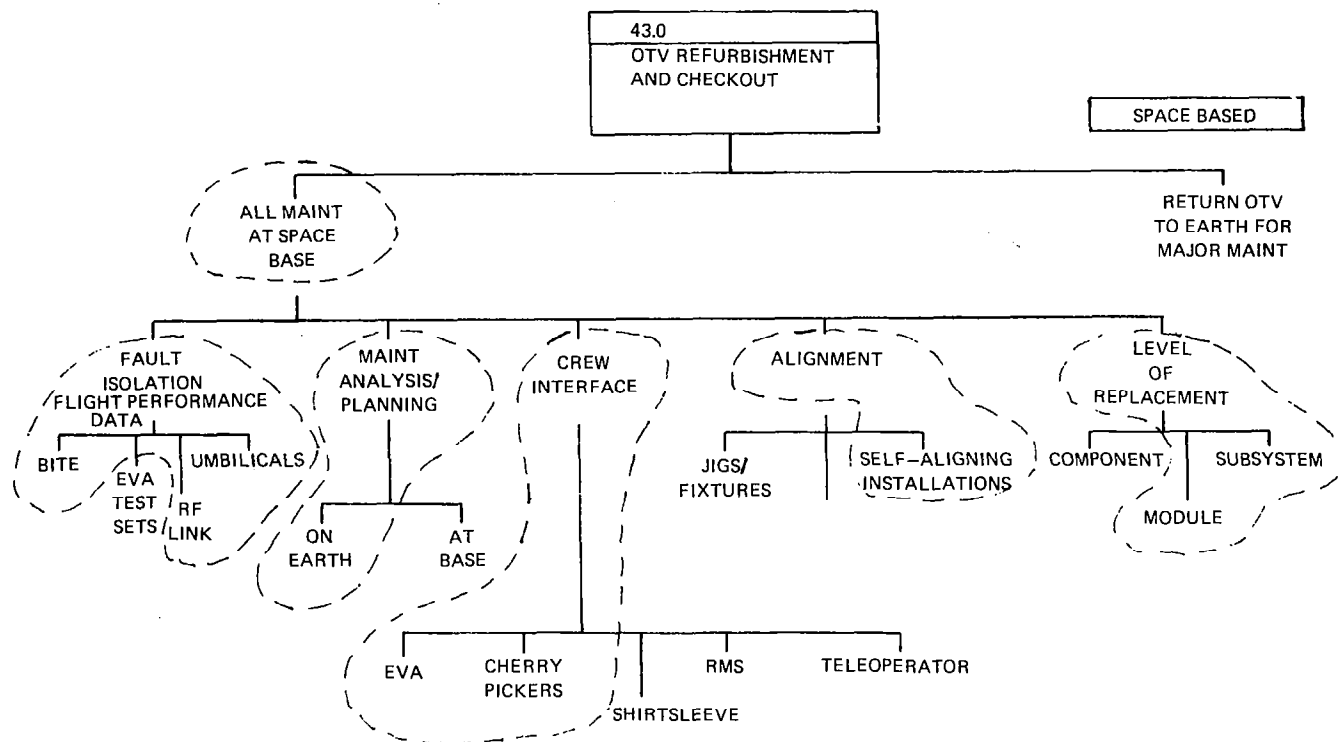 43.0
OTV REFURBISHMENT
AND CHECKOUT
SPACE BASED
ALL MAINT
AT SPACE
BASE
RETURN OTV
TO EARTH FOR
MAJOR MAINT
FAULT
ISOLATION
FLIGHT PERFORMANCE
DATA
BITE
EVA
TEST
SETS
RF
LINK
UMBILICALS
MAINT
ANALYSIS/
PLANNING
ON
EARTH
AT
BASE
CREW
INTERFACE
EVA
CHERRY
PICKERS
SHIRTSLEEVE
RMS
TELEOPERATOR
ALIGNMENT
JIGS/
FIXTURES
SELF-ALIGNING
INSTALLATIONS
LEVEL
OF
REPLACEMENT
COMPONENT
MODULE
SUBSYSTEM